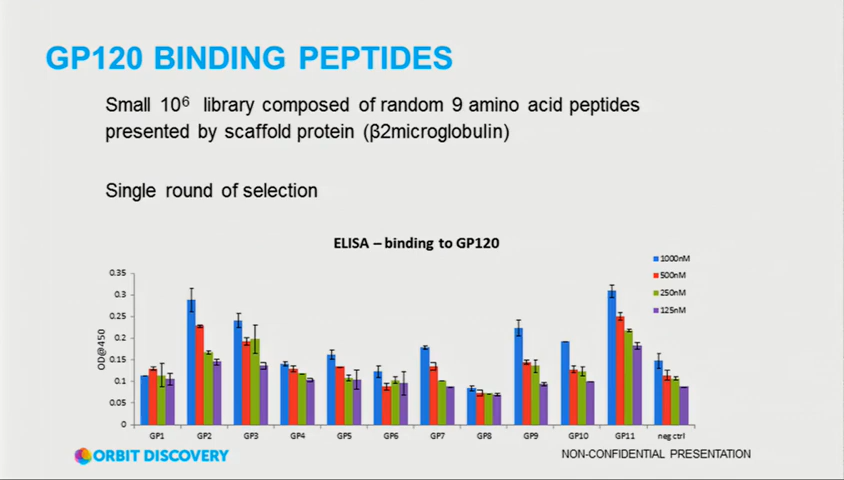 GP120 BINDING PEPTIDES
Small 10⁶ library composed of random 9 amino acid peptides
presented by scaffold protein (β2microglobulin)
Single round of selection
ELISA – binding to GP120
1000nM
500nM
250nM
125nM
OD@450
0.35
0.3
0.25
0.2
0.15
0.1
0.05
0
GP1 GP2 GP3 GP4 GP5 GP6 GP7 GP8 GP9 GP10 GP11 neg ctrl
ORBIT DISCOVERY
NON-CONFIDENTIAL PRESENTATION